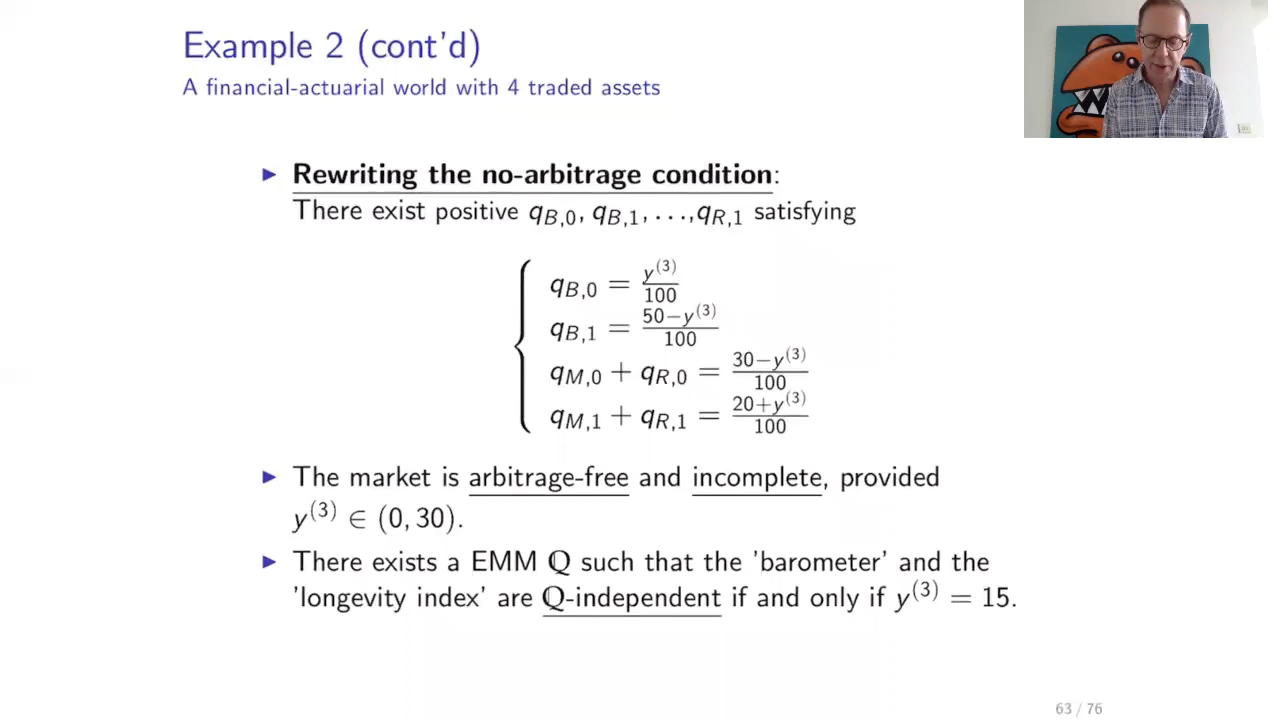 Example 2 (cont'd)
A financial-actuarial world with 4 traded assets
▶ Rewriting the no-arbitrage condition:
There exist positive q_{B,0}, q_{B,1}, . . . ,q_{R,1} satisfying
q_{B,0} = y^{(3)}/100
q_{B,1} = 50−y^{(3)}/100
q_{M,0} + q_{R,0} = 30−y^{(3)}/100
q_{M,1} + q_{R,1} = 20+y^{(3)}/100
▶ The market is arbitrage-free and incomplete, provided
y^{(3)} ∈ (0, 30).
▶ There exists a EMM ℚ such that the 'barometer' and the
'longevity index' are ℚ-independent if and only if y^{(3)} = 15.
63 / 76